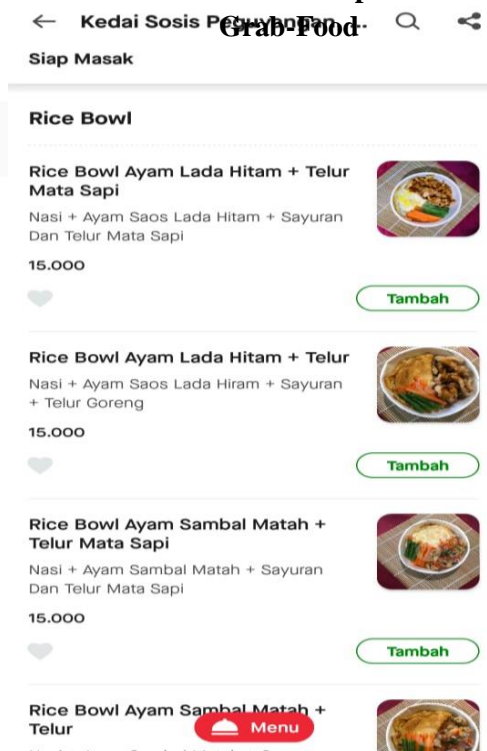 Kedai Sosis Peguyangan ...
Grab-Food
Siap Masak
Rice Bowl
Rice Bowl Ayam Lada Hitam + Telur
Mata Sapi
Nasi + Ayam Saos Lada Hitam + Sayuran
Dan Telur Mata Sapi
15.000
Tambah
Rice Bowl Ayam Lada Hitam + Telur
Nasi + Ayam Saos Lada Hiram + Sayuran
+ Telur Goreng
15.000
Tambah
Rice Bowl Ayam Sambal Matah +
Telur Mata Sapi
Nasi + Ayam Sambal Matah + Sayuran
Dan Telur Mata Sapi
15.000
Tambah
Rice Bowl Ayam Sambal Matah +
Telur
Menu